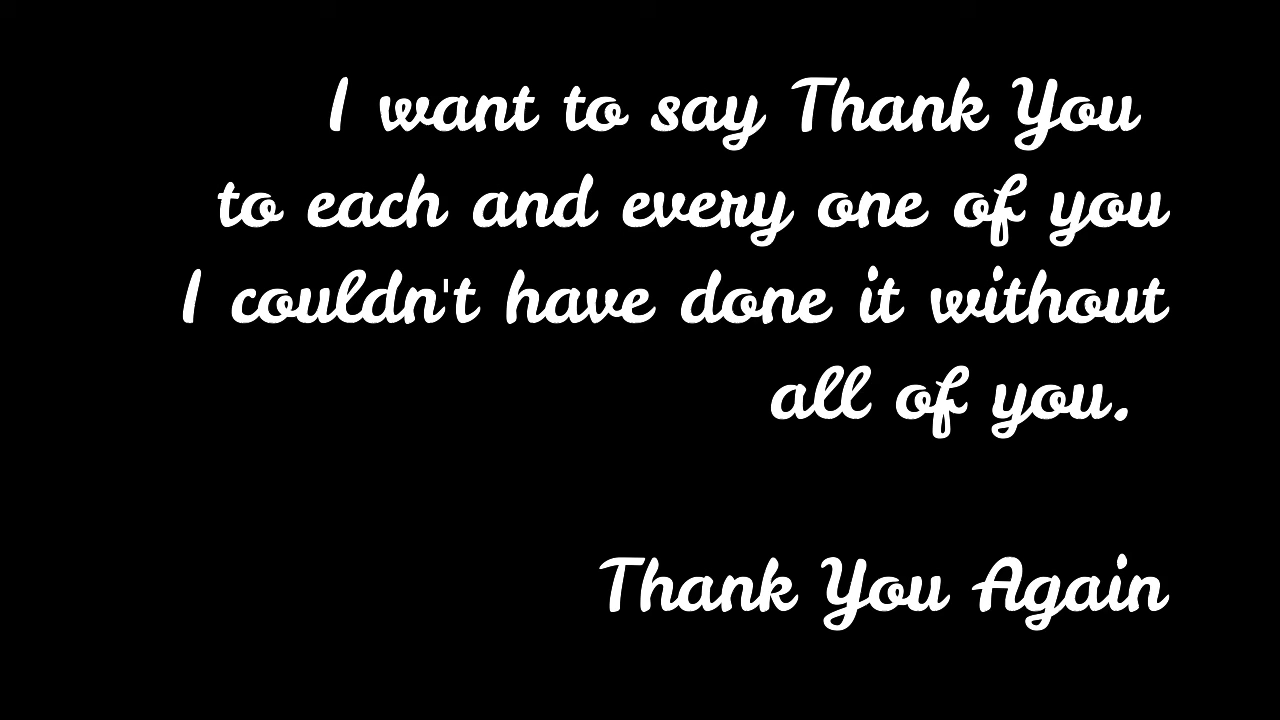 I want to say Thank You
to each and every one of you
I couldn't have done it without
all of you.
Thank You Again